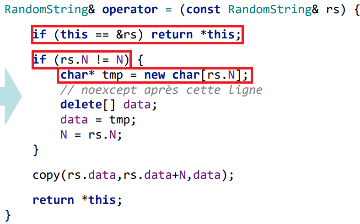 RandomString& operator = (const RandomString& rs) {
if (this == &rs) return *this;
if (rs.N != N) {
char* tmp = new char[rs.N];
// noexcept après cette ligne
delete[] data;
data = tmp;
N = rs.N;
}
copy(rs.data,rs.data+N,data);
return *this;
}